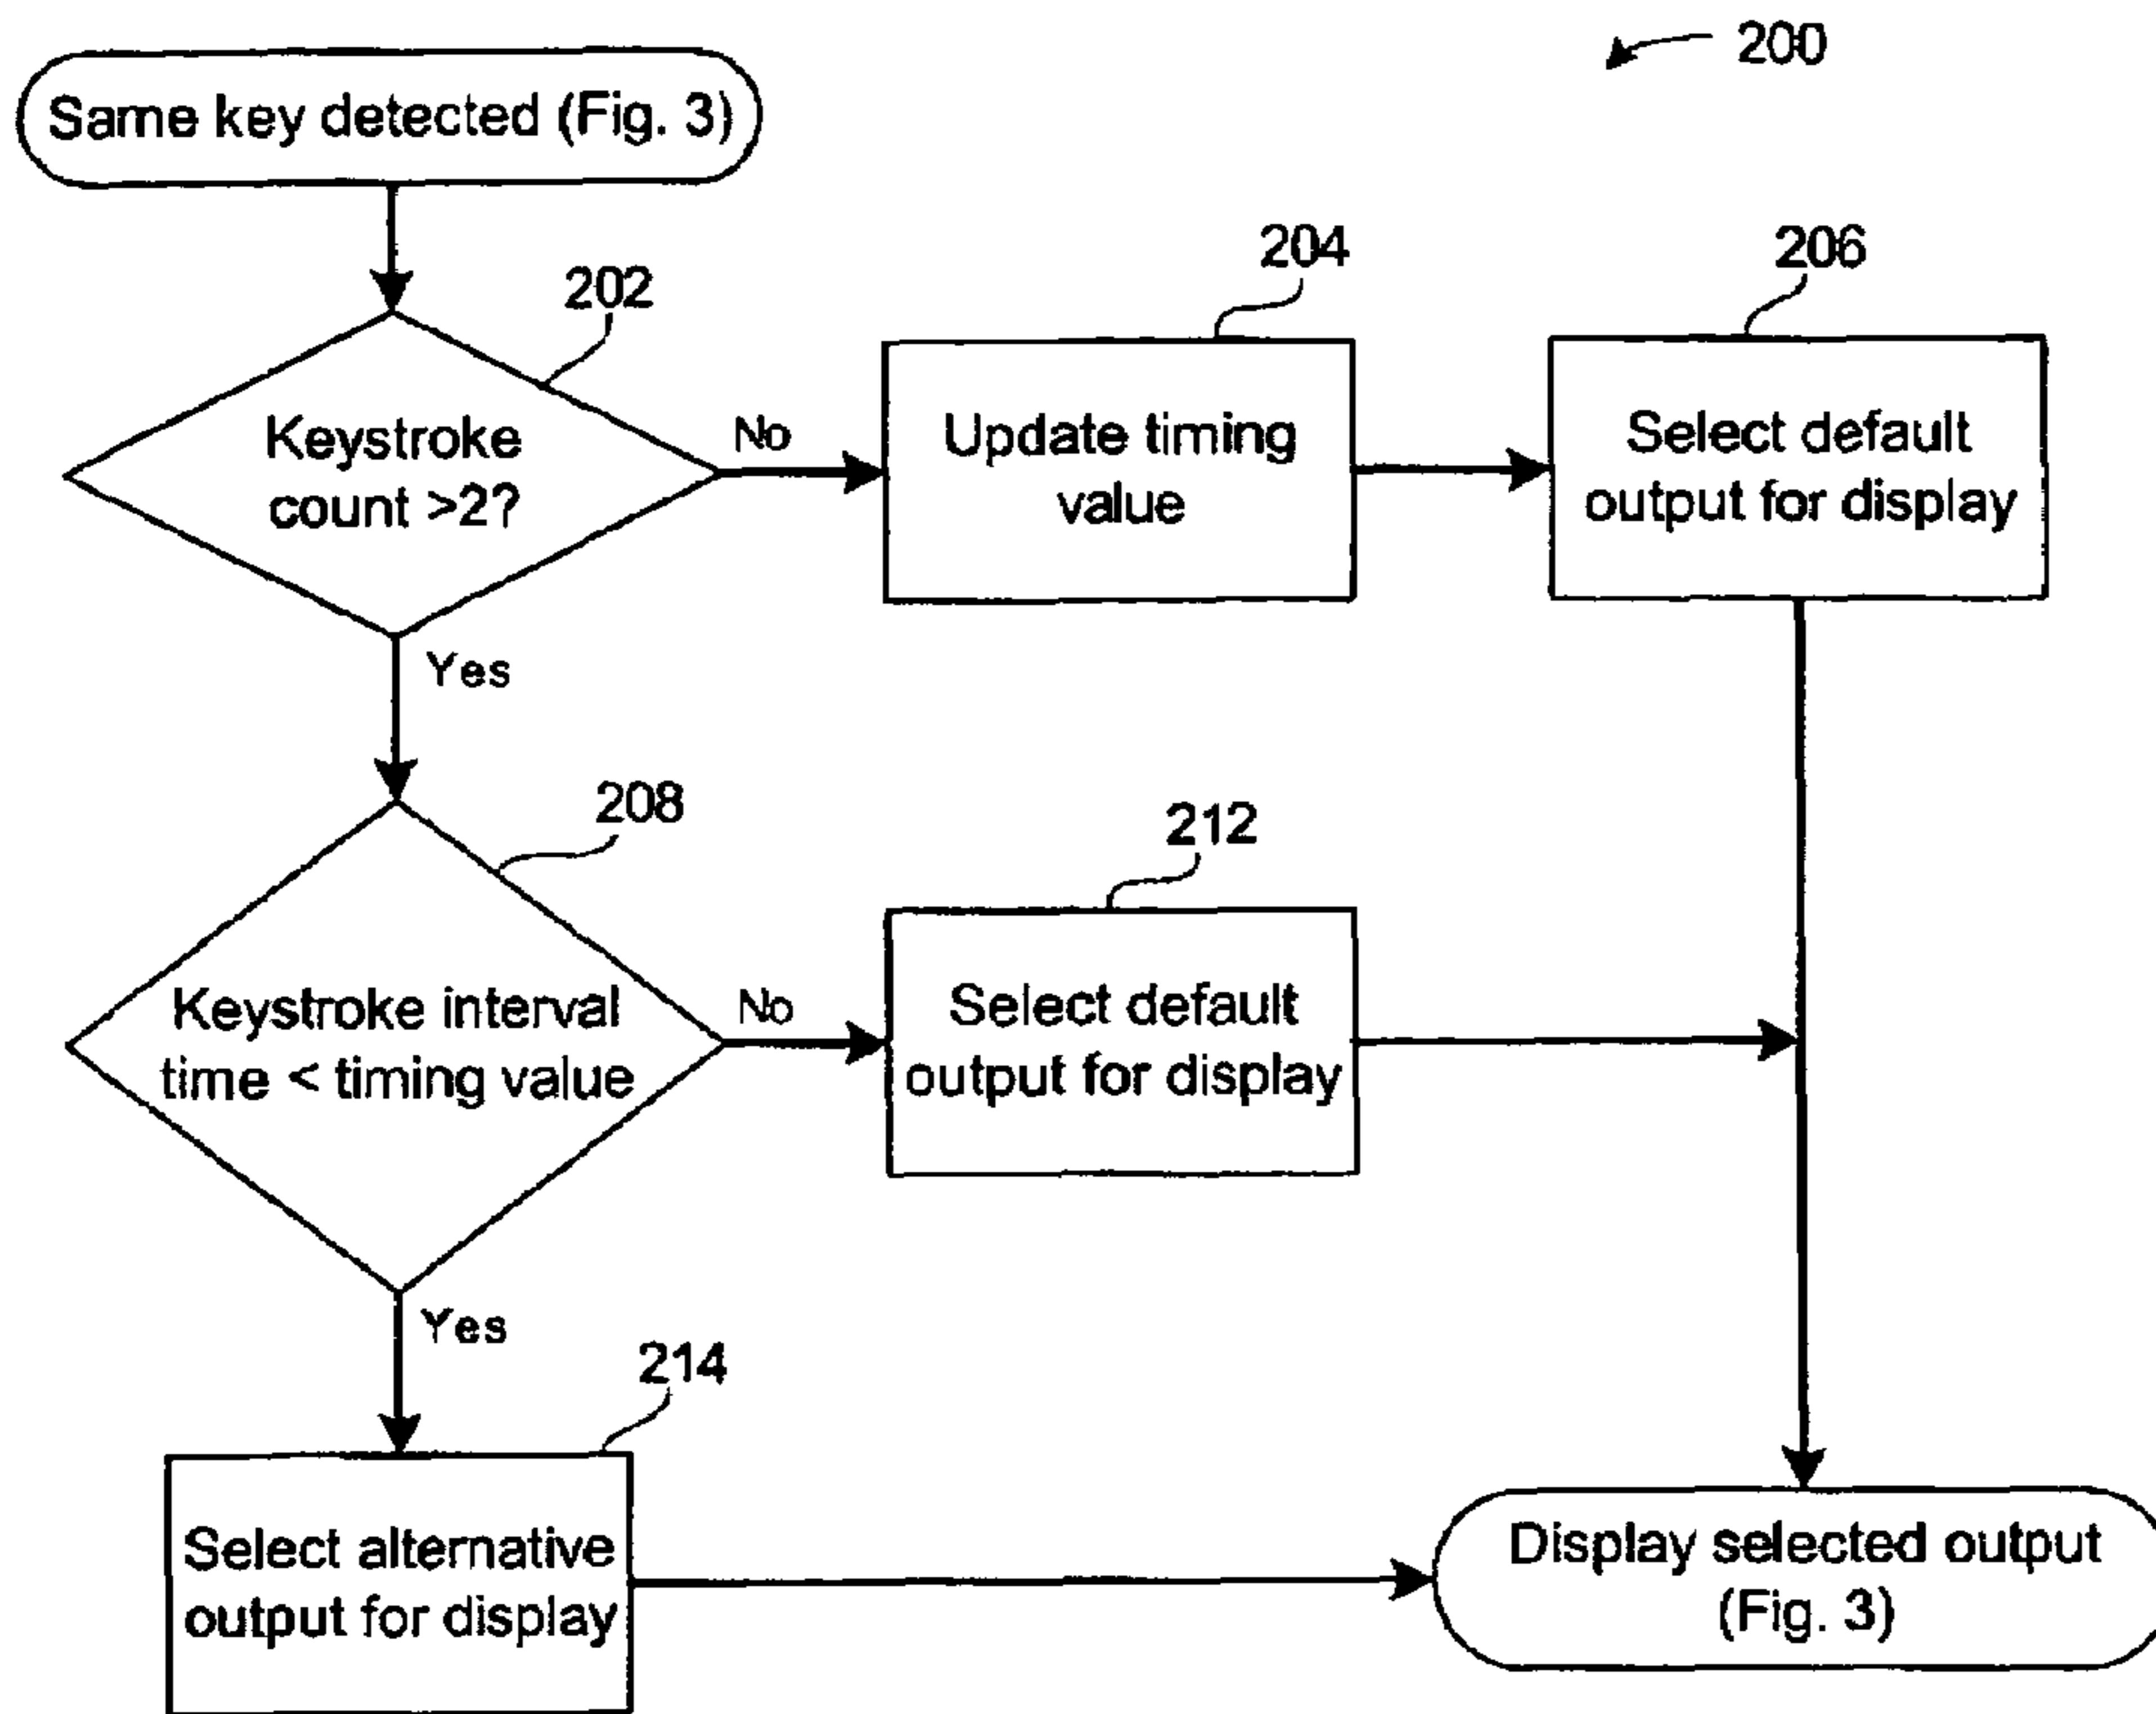 200
Same key detected (Fig. 3)
202
204
206
Keystroke
count >2?
No
Update timing
value
Select default
output for display
Yes
208
212
Keystroke interval
time < timing value
No
Select default
output for display
Yes
214
Select alternative
output for display
Display selected output
(Fig. 3)